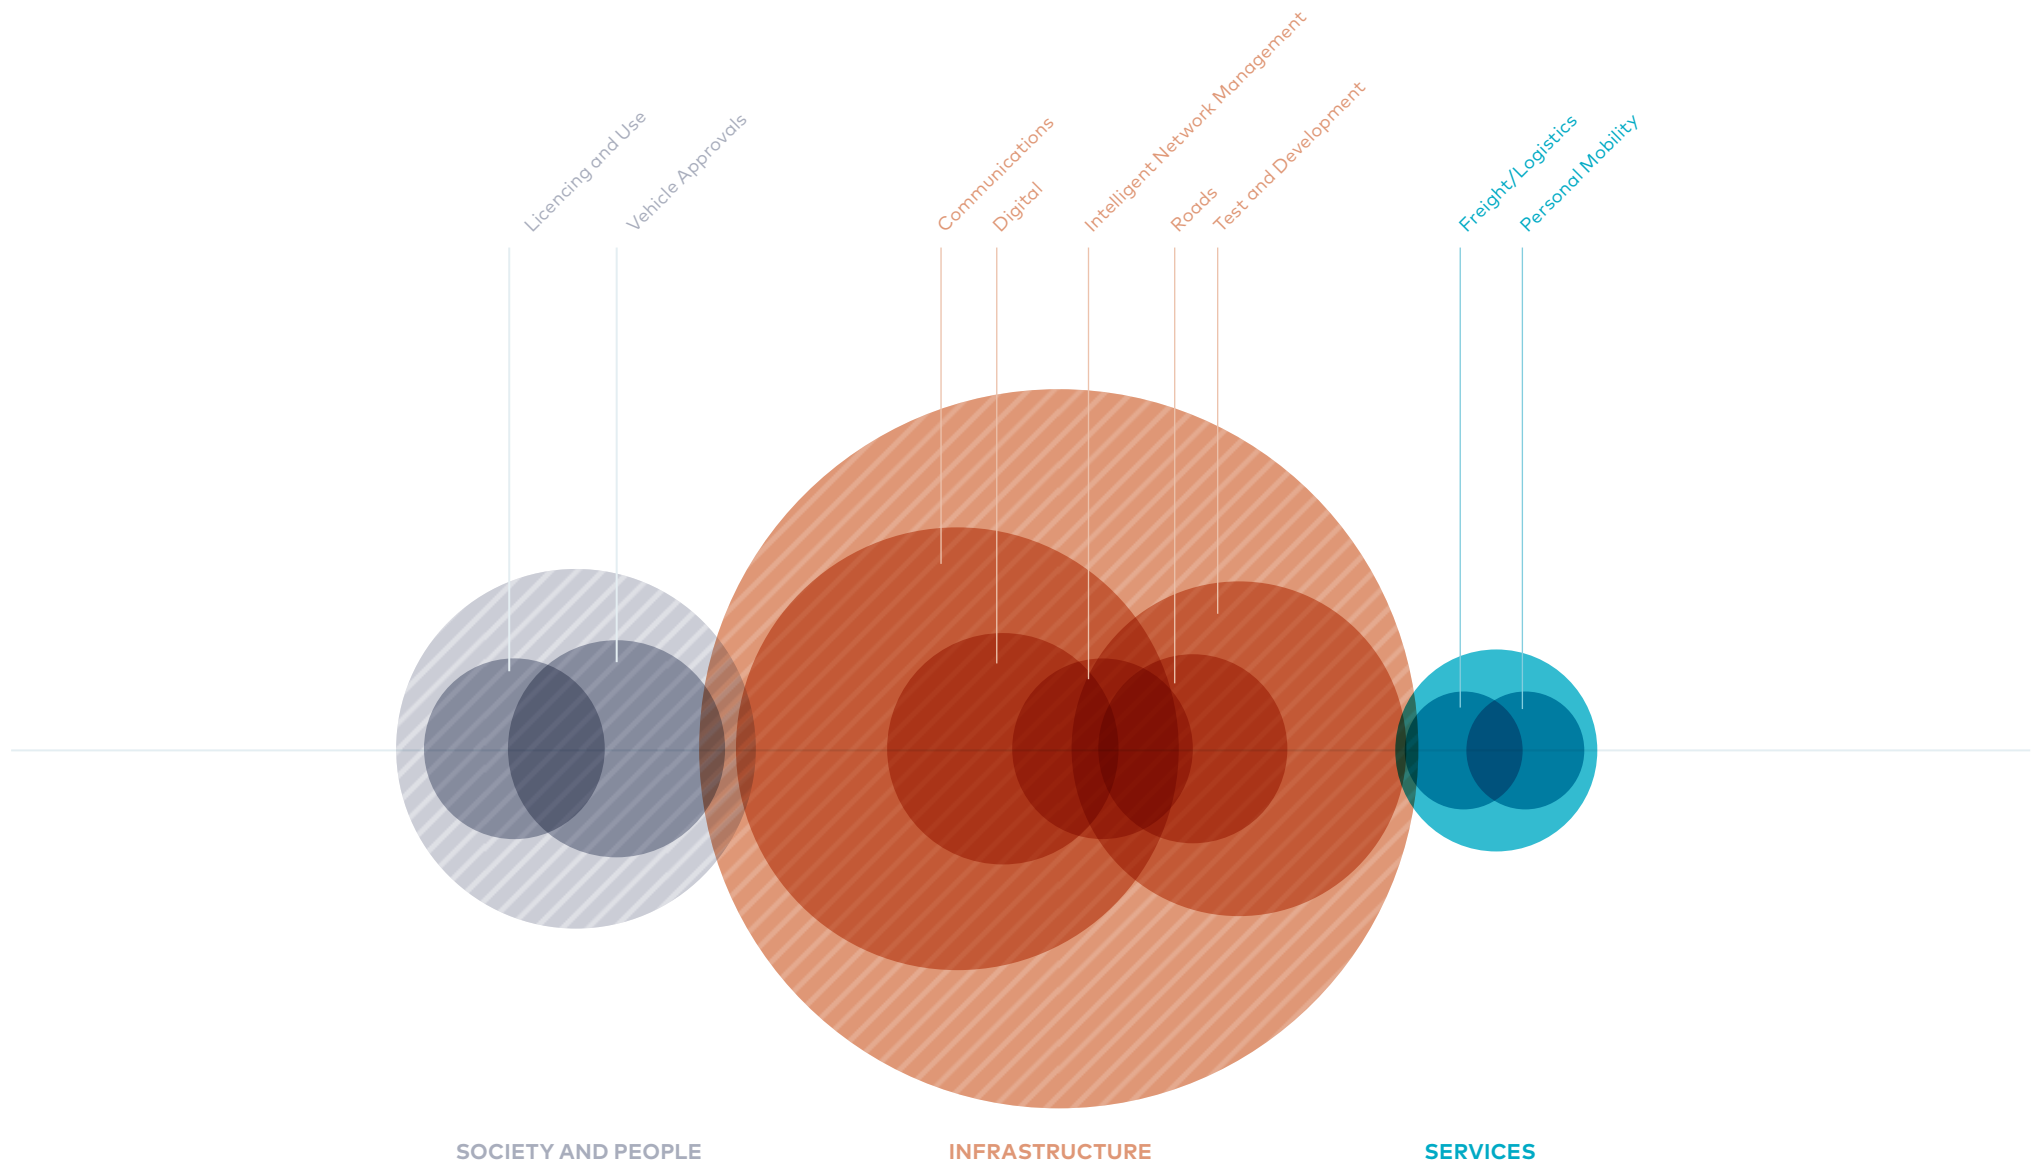 Licencing and Use
Vehicle Approvals
Communications
Digital
Intelligent Network Management
Roads
Test and Development
Freight/Logistics
Personal Mobility
SOCIETY AND PEOPLE
INFRASTRUCTURE
SERVICES